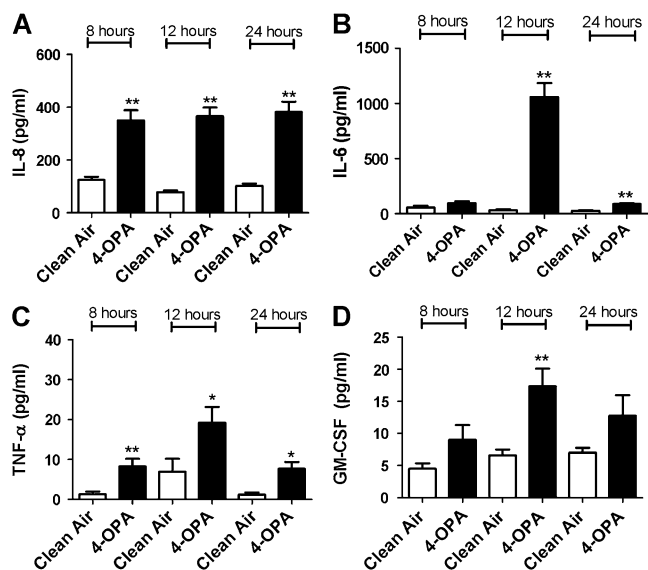 A
8 hours 12 hours 24 hours
IL-8 (pg/ml)
600
400
200
0
Clean Air 4-OPA Clean Air 4-OPA Clean Air 4-OPA
**
**
**
B
8 hours 12 hours 24 hours
IL-6 (pg/ml)
1500
1000
500
0
Clean Air 4-OPA Clean Air 4-OPA Clean Air 4-OPA
**
**
C
8 hours 12 hours 24 hours
TNF-α (pg/ml)
40
30
20
10
0
Clean Air 4-OPA Clean Air 4-OPA Clean Air 4-OPA
**
*
*
D
8 hours 12 hours 24 hours
GM-CSF (pg/ml)
25
20
15
10
5
0
Clean Air 4-OPA Clean Air 4-OPA Clean Air 4-OPA
**